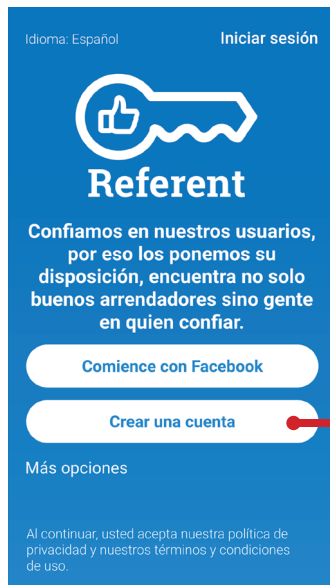 Idioma: Español
Iniciar sesión
Referent
Confiamos en nuestros usuarios,
por eso los ponemos su
disposición, encuentra no solo
buenos arrendadores sino gente
en quien confiar.
Comience con Facebook
Crear una cuenta
Más opciones
Al continuar, usted acepta nuestra política de
privacidad y nuestros términos y condiciones
de uso.